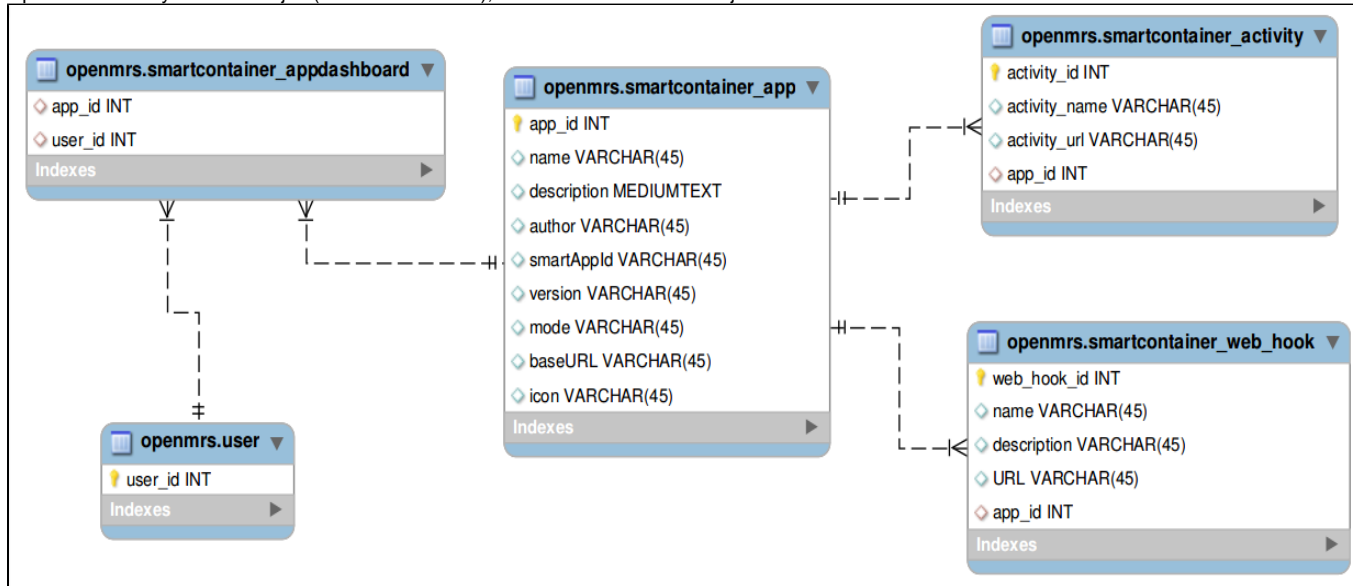 openmrs.smartcontainer_appdashboard
app_id INT
user_id INT
Indexes
openmrs.user
user_id INT
Indexes
openmrs.smartcontainer_app
app_id INT
name VARCHAR(45)
description MEDIUMTEXT
author VARCHAR(45)
smartAppId VARCHAR(45)
version VARCHAR(45)
mode VARCHAR(45)
baseURL VARCHAR(45)
icon VARCHAR(45)
Indexes
openmrs.smartcontainer_activity
activity_id INT
activity_name VARCHAR(45)
activity_url VARCHAR(45)
app_id INT
Indexes
openmrs.smartcontainer_web_hook
web_hook_id INT
name VARCHAR(45)
description VARCHAR(45)
URL VARCHAR(45)
app_id INT
Indexes